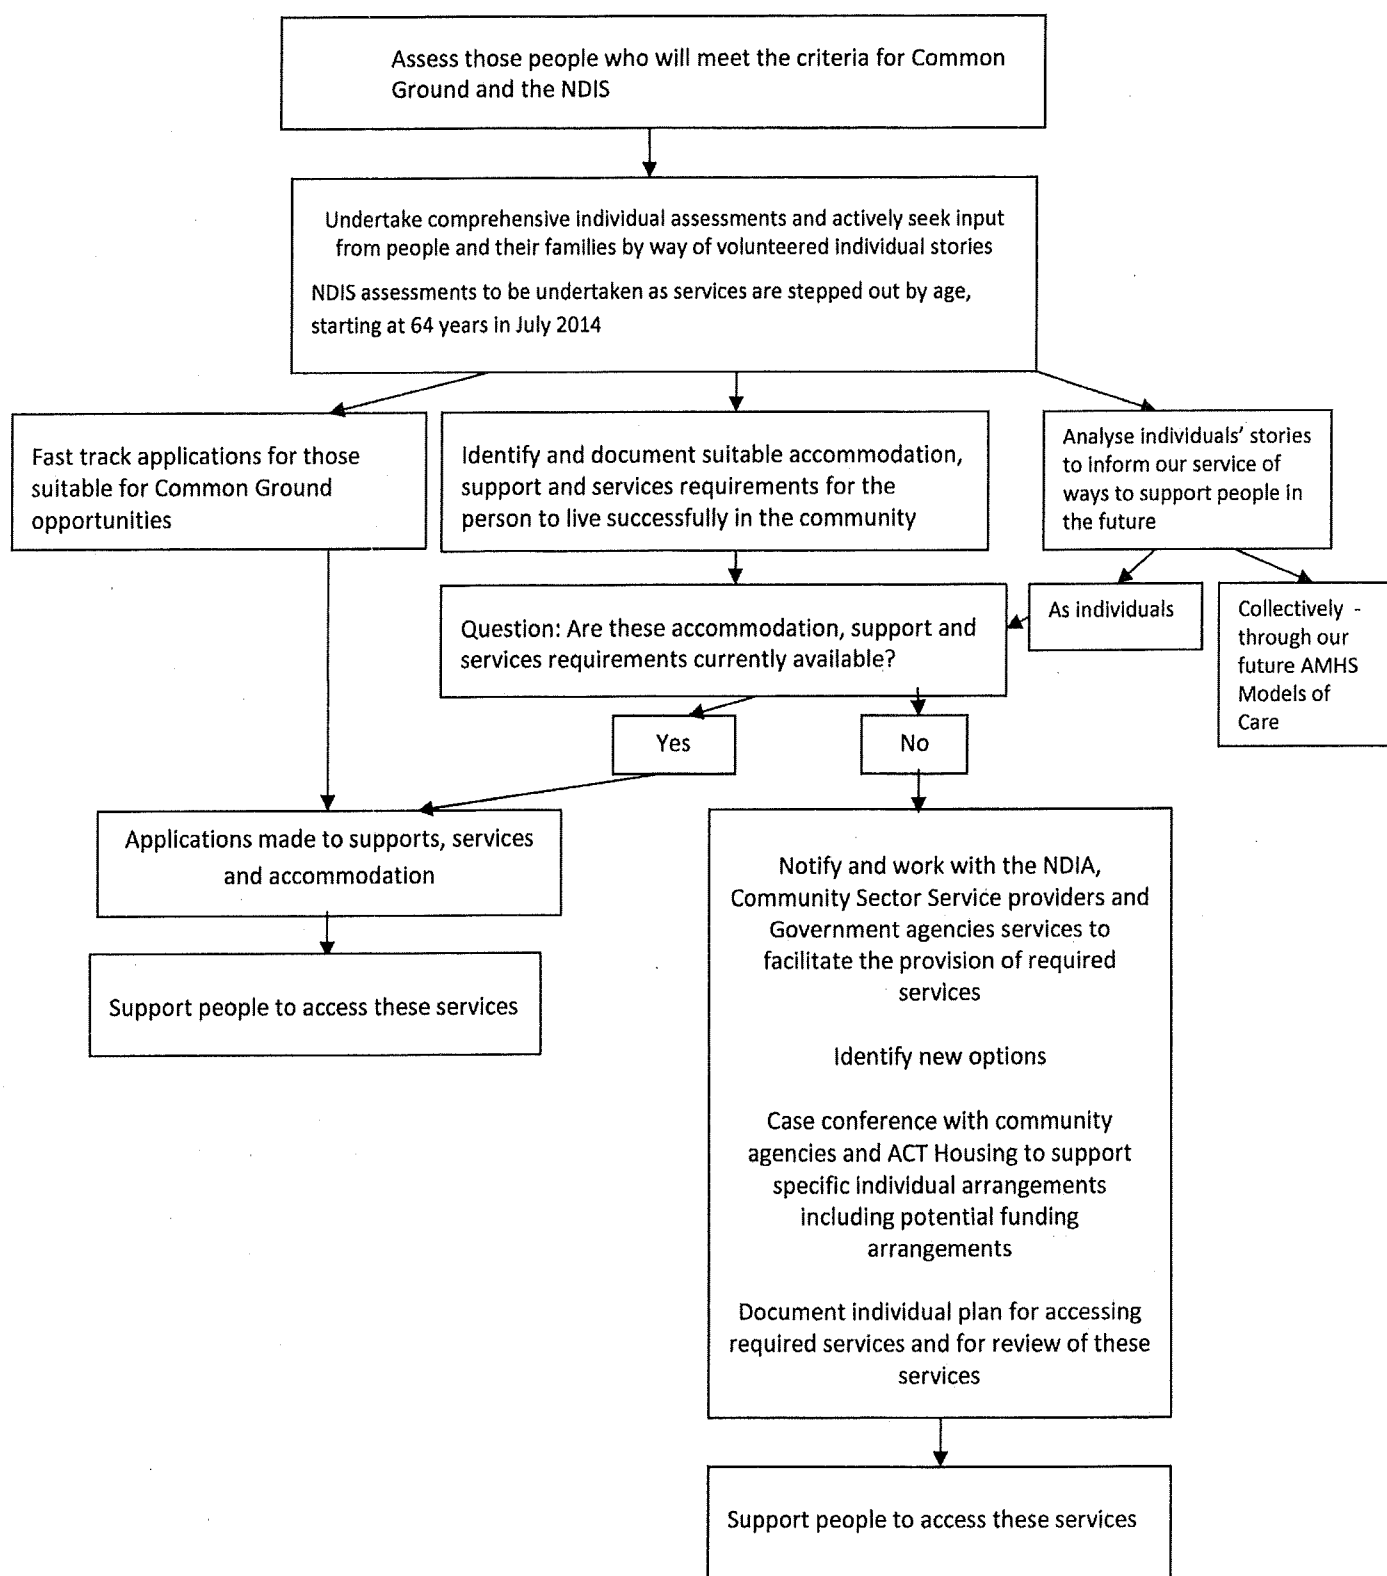 Assess those people who will meet the criteria for Common
Ground and the NDIS
Undertake comprehensive individual assessments and actively seek input
from people and their families by way of volunteered individual stories
NDIS assessments to be undertaken as services are stepped out by age,
starting at 64 years in July 2014
Fast track applications for those
suitable for Common Ground
opportunities
Identify and document suitable accommodation,
support and services requirements for the
person to live successfully in the community
Analyse individuals' stories
to inform our service of
ways to support people in
the future
Question: Are these accommodation, support and
services requirements currently available?
As individuals
Collectively -
through our
future AMHS
Models of
Care
Yes
No
Applications made to supports, services
and accommodation
Support people to access these services
Notify and work with the NDIA,
Community Sector Service providers and
Government agencies services to
facilitate the provision of required
services
Identify new options
Case conference with community
agencies and ACT Housing to support
specific individual arrangements
including potential funding
arrangements
Document individual plan for accessing
required services and for review of these
services
Support people to access these services